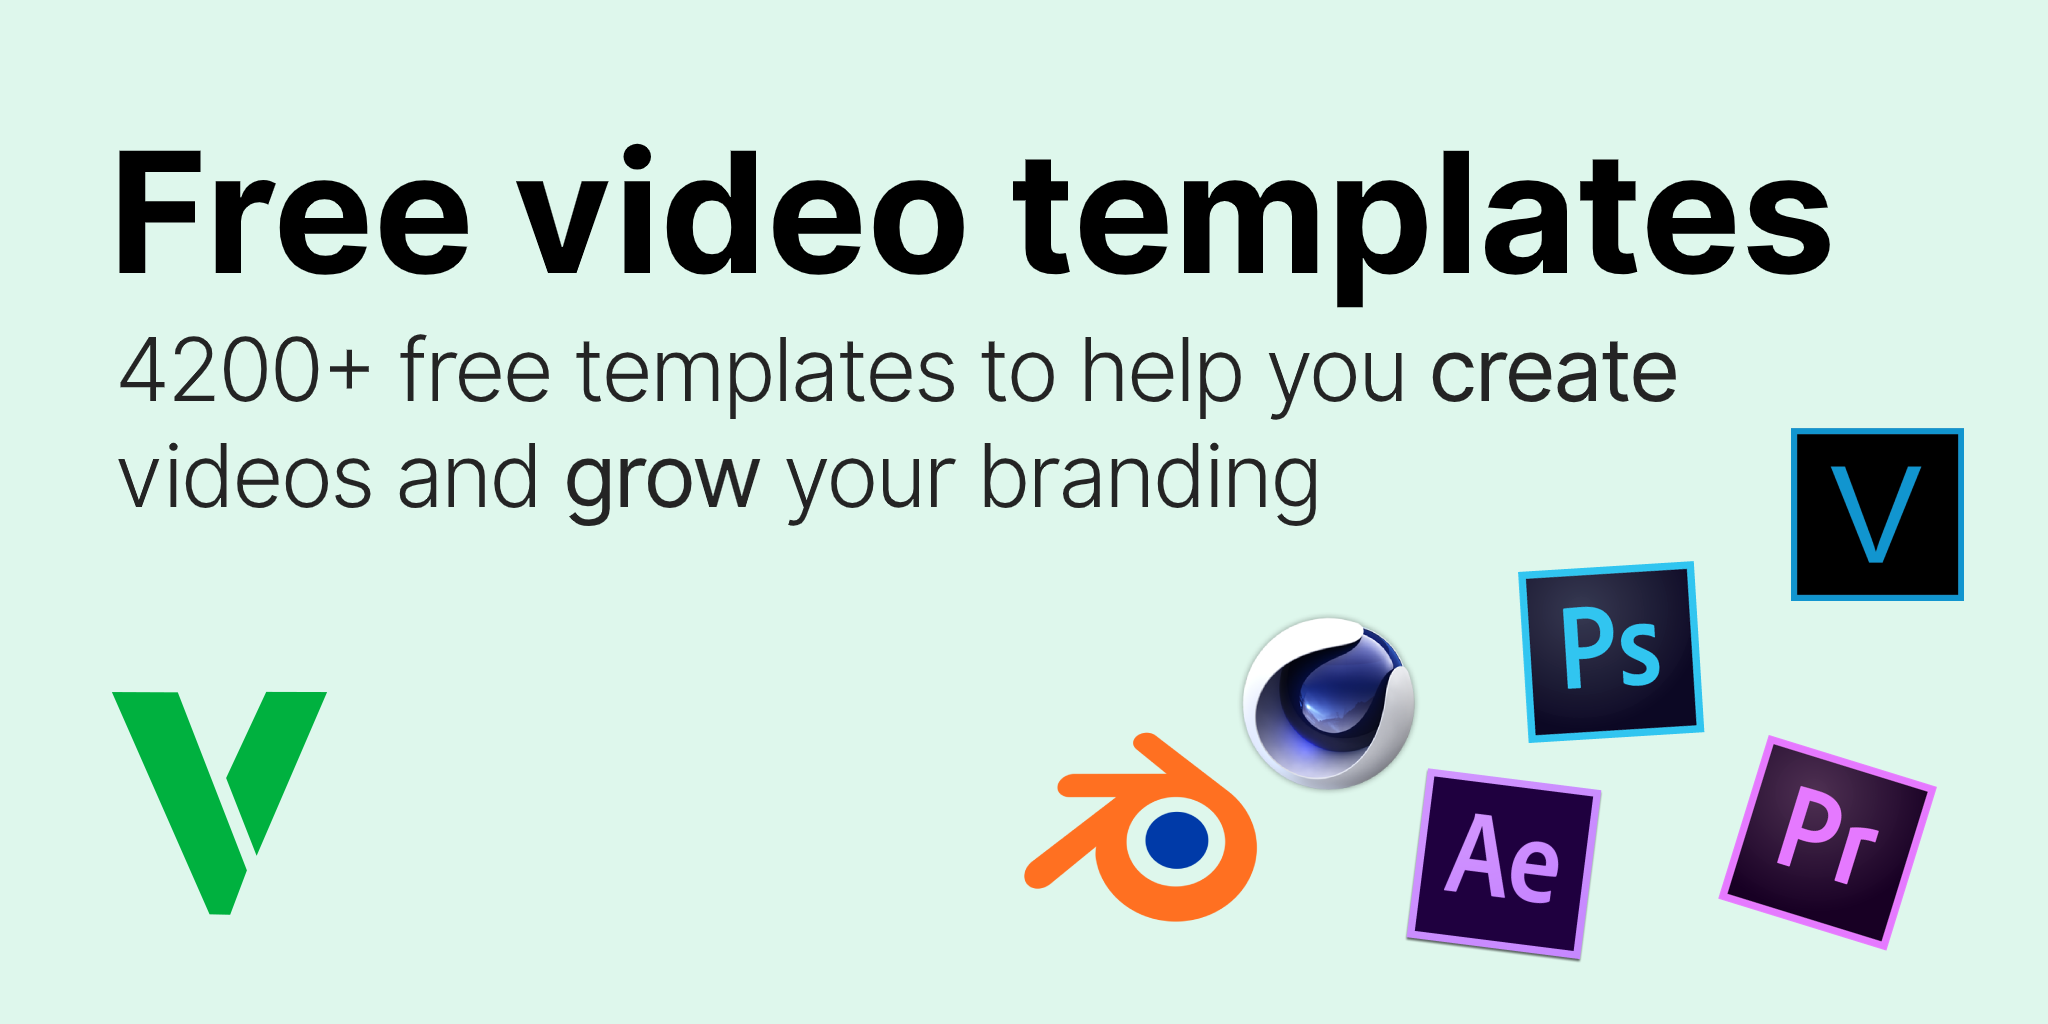 Free video templates
4200+ free templates to help you create
videos and grow your branding
V
Ps
Ae
Pr